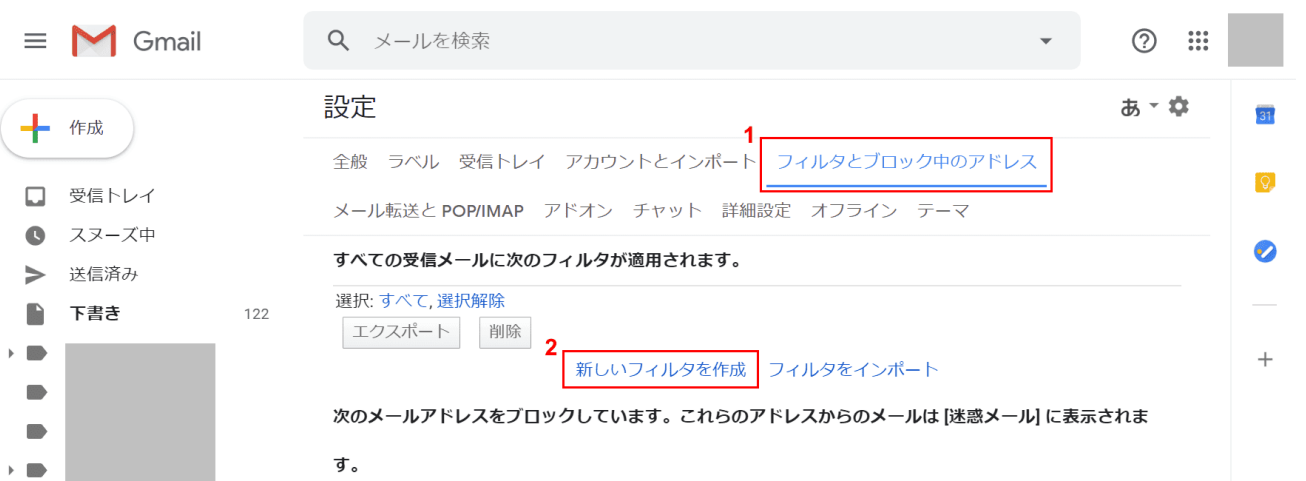 Gmail
メールを検索
作成
設定
あ
31
1
全般 ラベル 受信トレイ アカウントとインポート フィルタとブロック中のアドレス
受信トレイ
メール転送と POP/IMAP アドオン チャット 詳細設定 オフライン テーマ
スヌーズ中
すべての受信メールに次のフィルタが適用されます。
送信済み
選択: すべて, 選択解除
下書き 122
エクスポート 削除
2
新しいフィルタを作成 フィルタをインポート
次のメールアドレスをブロックしています。これらのアドレスからのメールは [迷惑メール] に表示されま
す。